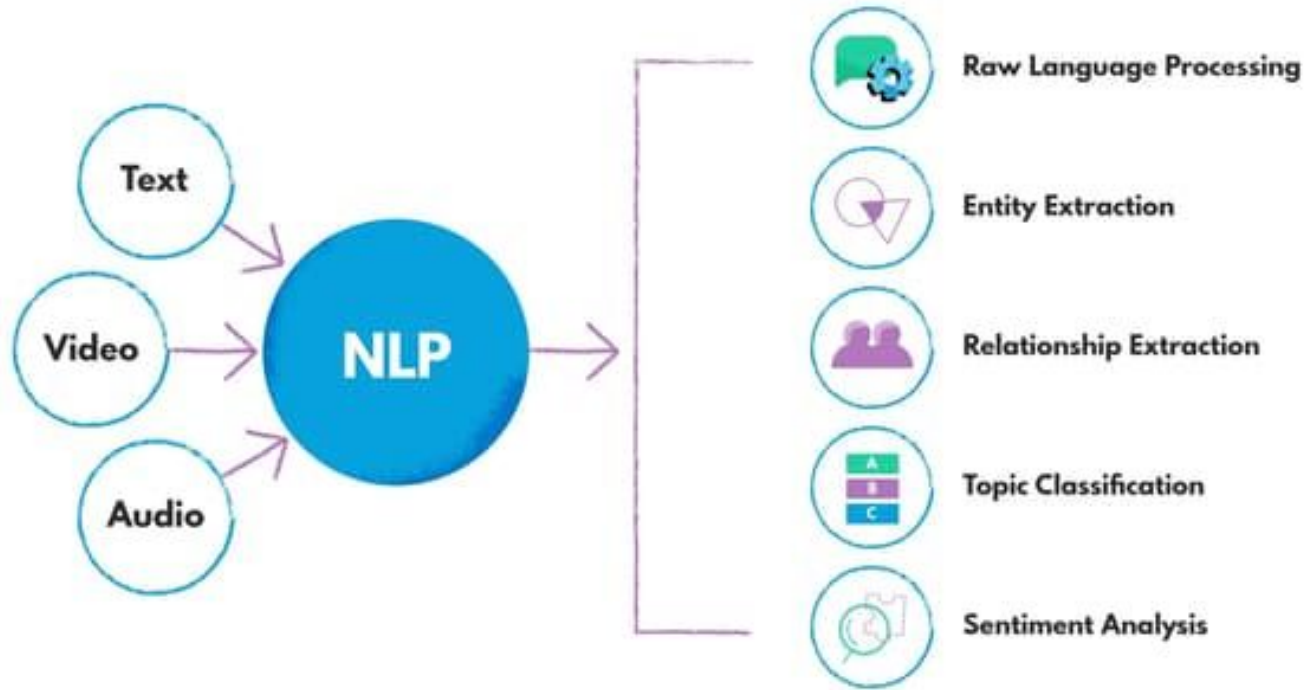 Text
Video
Audio
NLP
Raw Language Processing
Entity Extraction
Relationship Extraction
A
B
C
Topic Classification
Sentiment Analysis